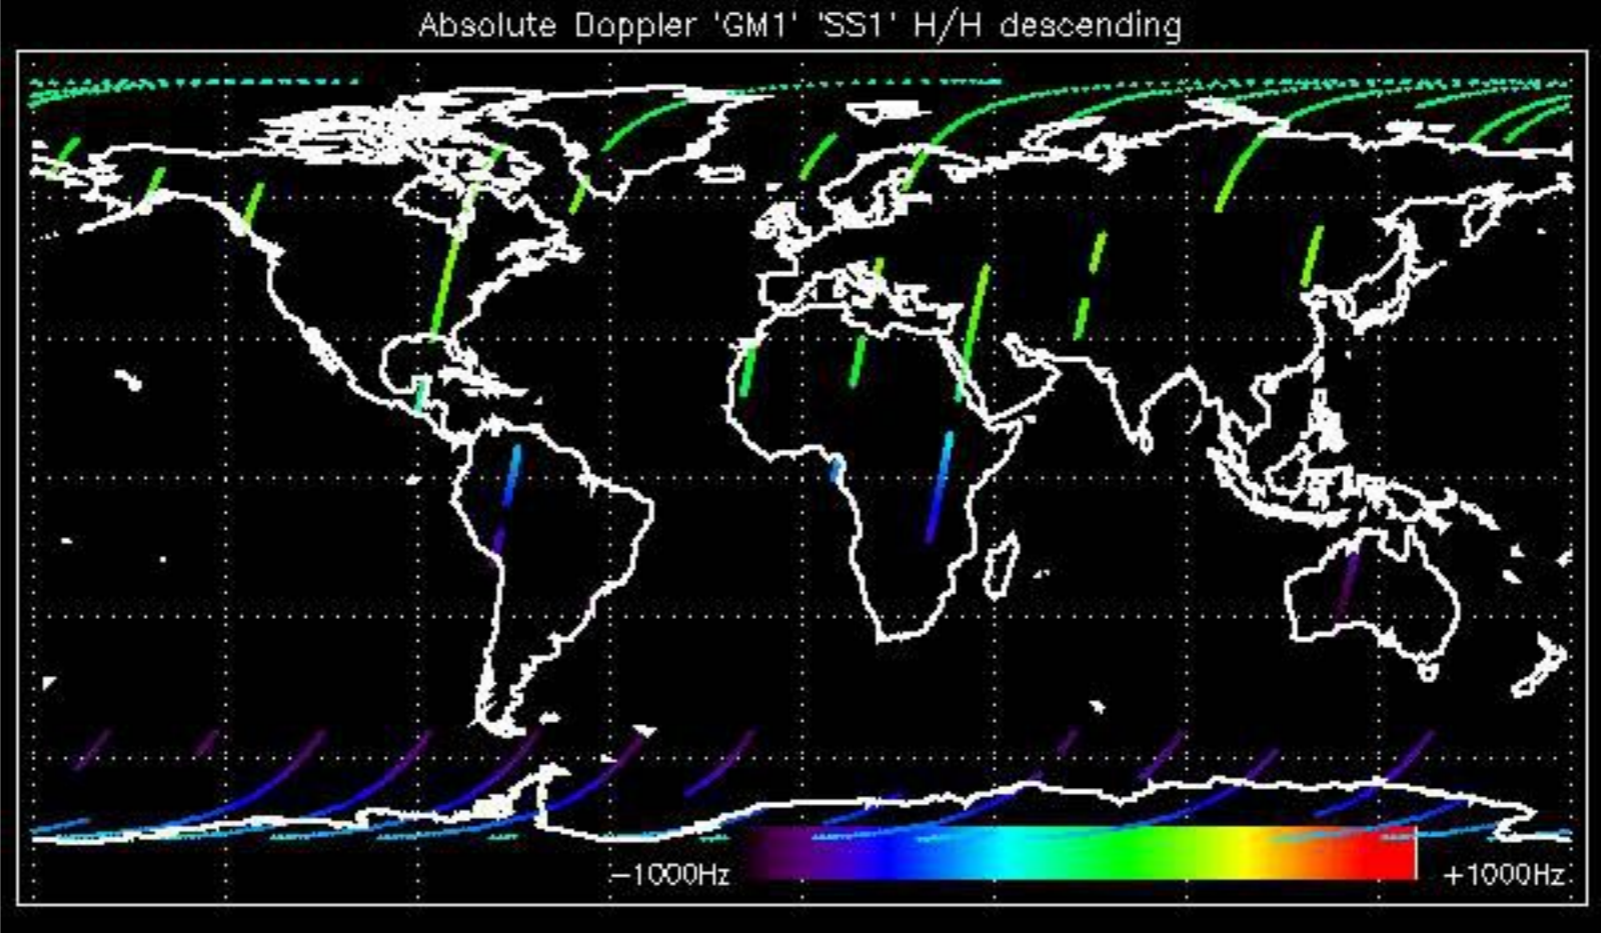 Absolute Doppler 'GM1' 'SS1' H/H descending
−1000Hz
+1000Hz